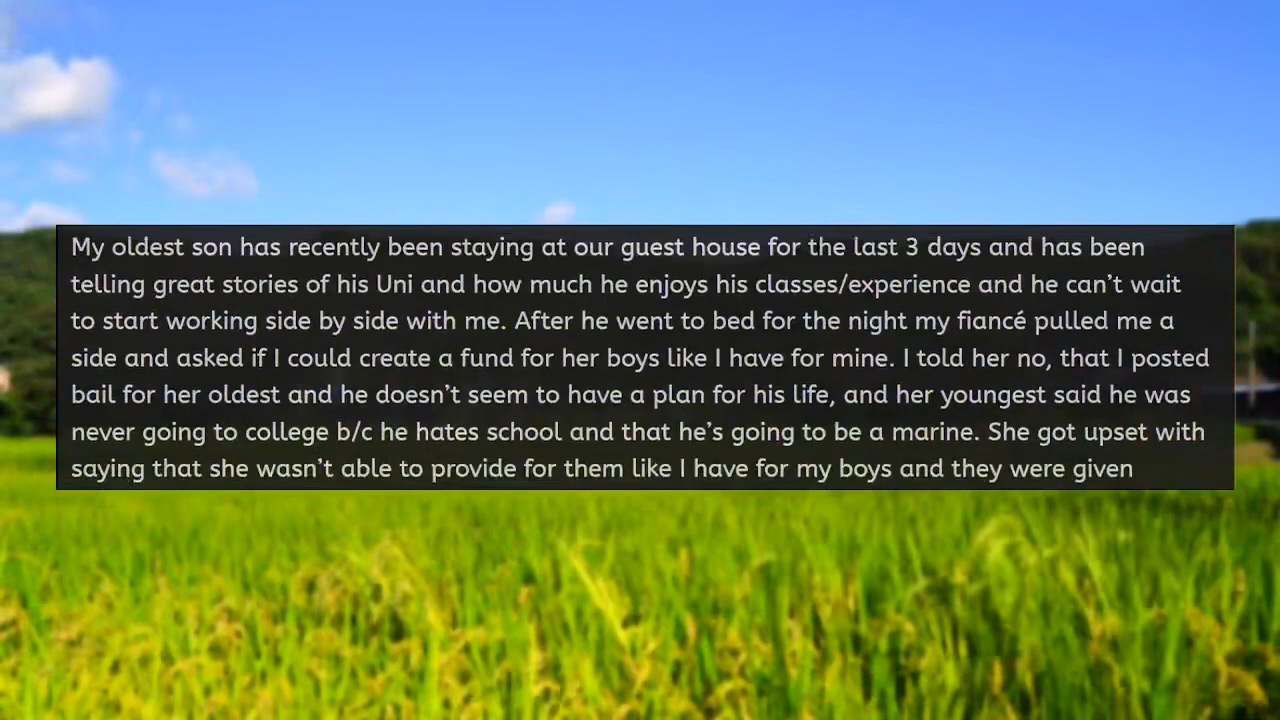 My oldest son has recently been staying at our guest house for the last 3 days and has been
telling great stories of his Uni and how much he enjoys his classes/experience and he can’t wait
to start working side by side with me. After he went to bed for the night my fiancé pulled me a
side and asked if I could create a fund for her boys like I have for mine. I told her no, that I posted
bail for her oldest and he doesn’t seem to have a plan for his life, and her youngest said he was
never going to college b/c he hates school and that he’s going to be a marine. She got upset with
saying that she wasn’t able to provide for them like I have for my boys and they were given